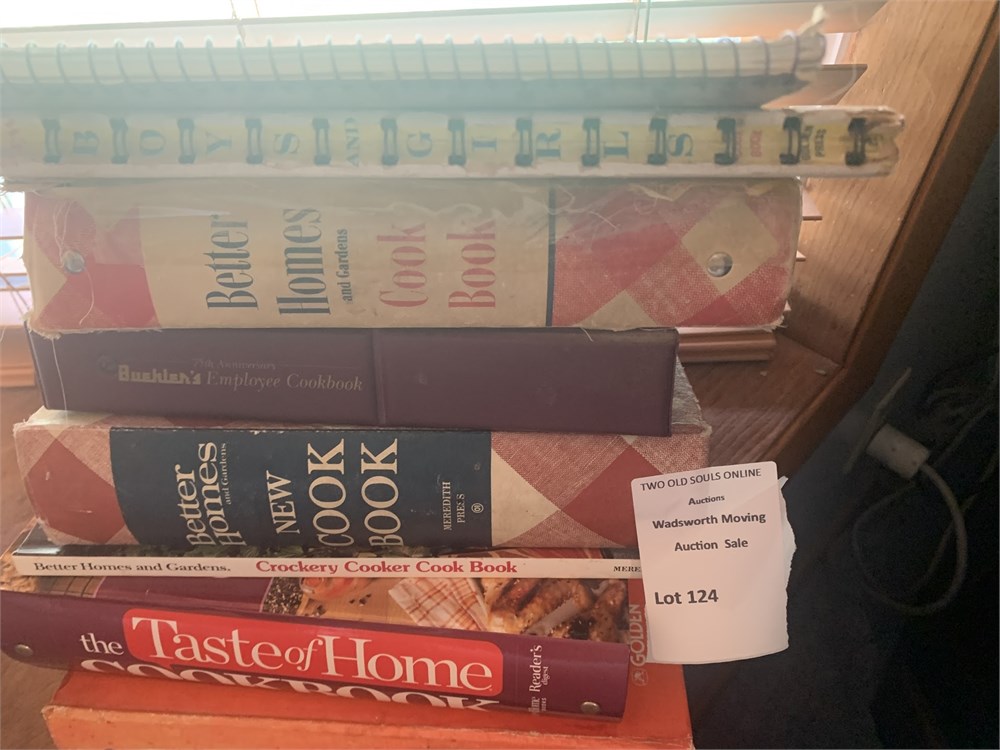 BOYS AND GIRLS
Better
Homes
and Gardens
Cook
Book
25th Anniversary
Buehler's Employee Cookbook
Better
Homes
and Gardens
NEW
COOK
BOOK
MEREDITH
PRESS
Better Homes and Gardens. Crockery Cooker Cook Book
the Taste of Home
COOKBOOK
Reader's
digest
GOLDEN
TWO OLD SOULS ONLINE
Auctions
Wadsworth Moving
Auction Sale
Lot 124